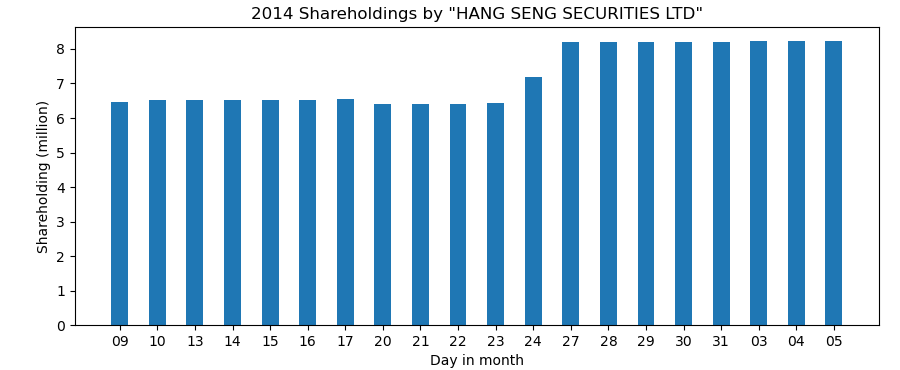 2014 Shareholdings by "HANG SENG SECURITIES LTD"
Shareholding (million)
8
7
6
5
4
3
2
1
0
09 10 13 14 15 16 17 20 21 22 23 24 27 28 29 30 31 03 04 05
Day in month